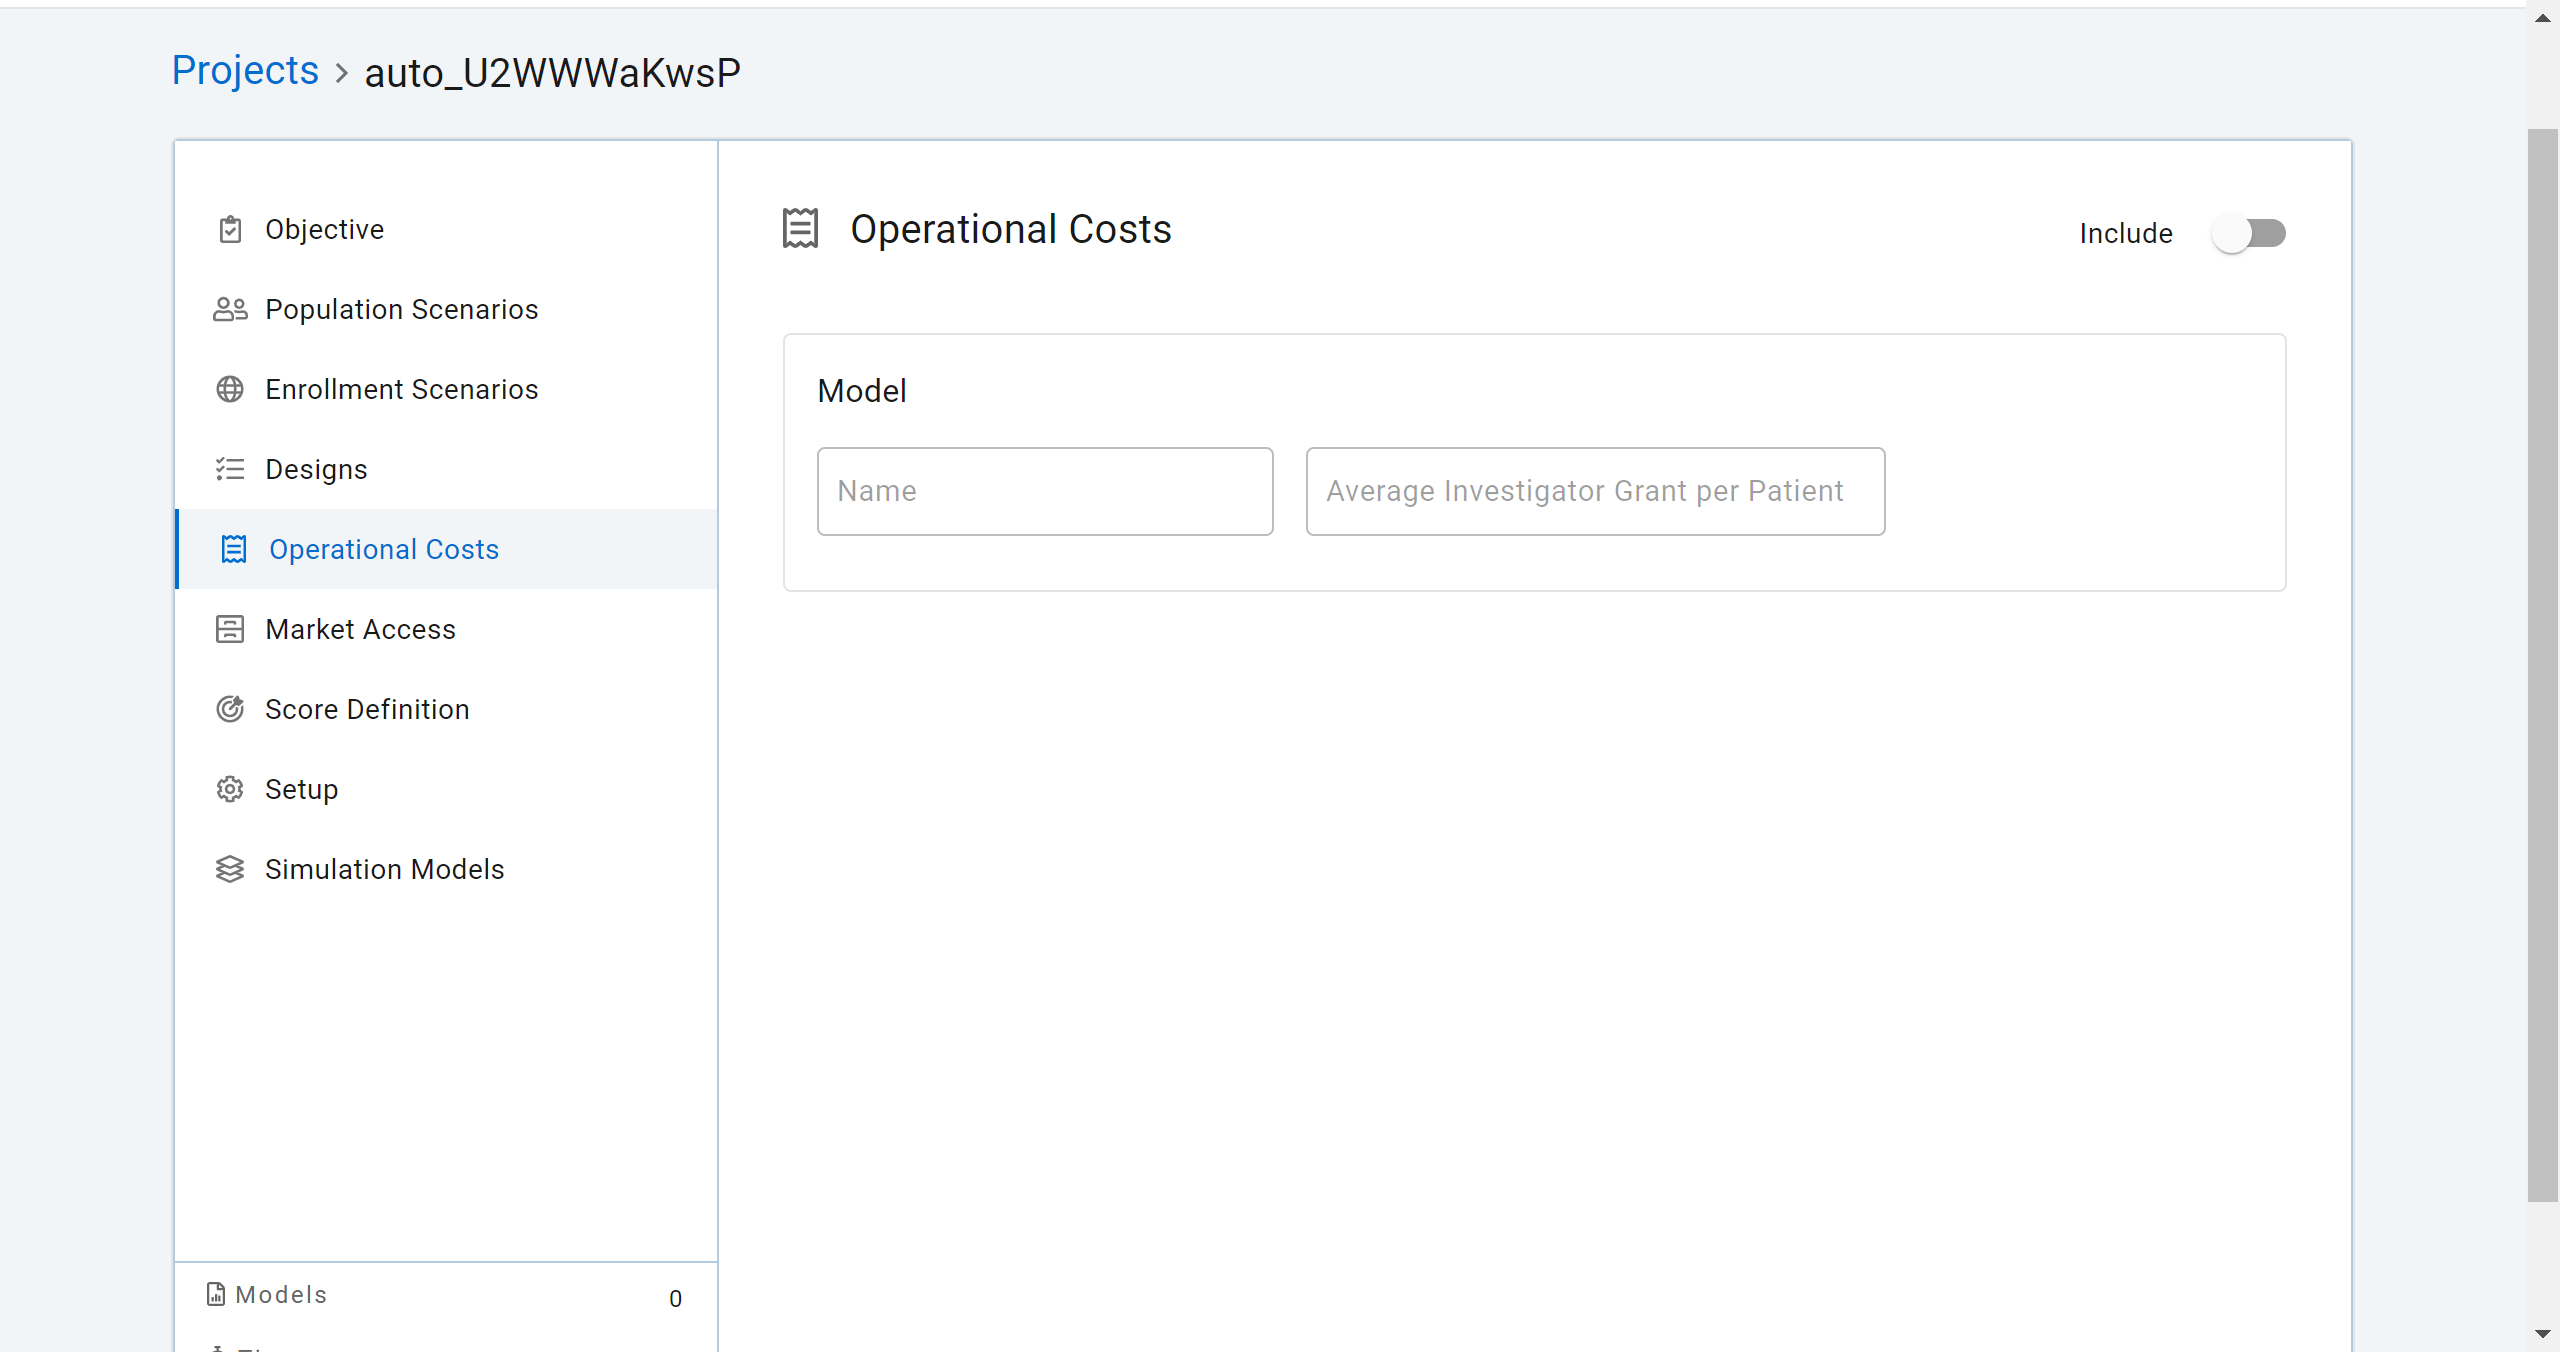 Projects > auto_U2WWWaKwsP
Objective
Population Scenarios
Enrollment Scenarios
Designs
Operational Costs
Market Access
Score Definition
Setup
Simulation Models
Models 0
Operational Costs
Include
Model
Name
Average Investigator Grant per Patient